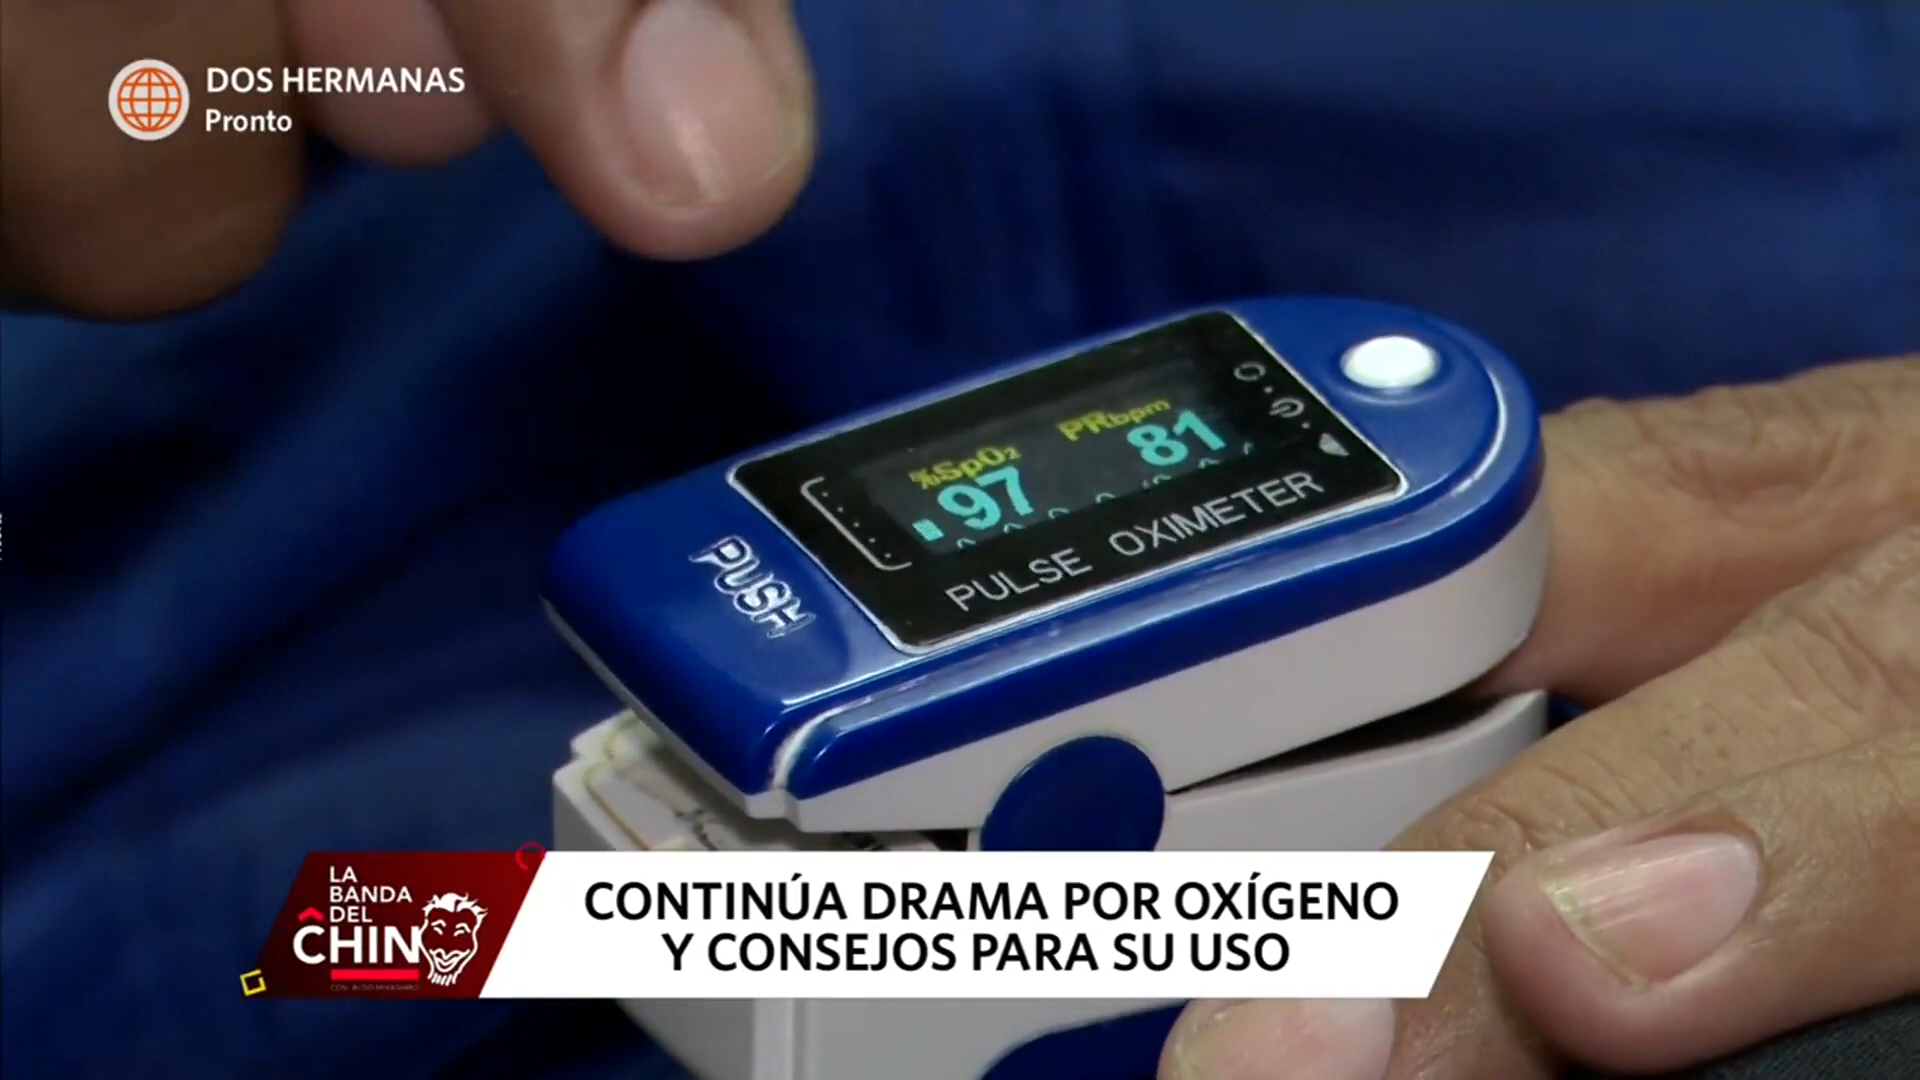 DOS HERMANAS
Pronto
%SpO₂
97
PRbpm
81
PULSE OXIMETER
PUSH
LA
BANDA
DEL
CHINO
CONTINÚA DRAMA POR OXÍGENO
Y CONSEJOS PARA SU USO